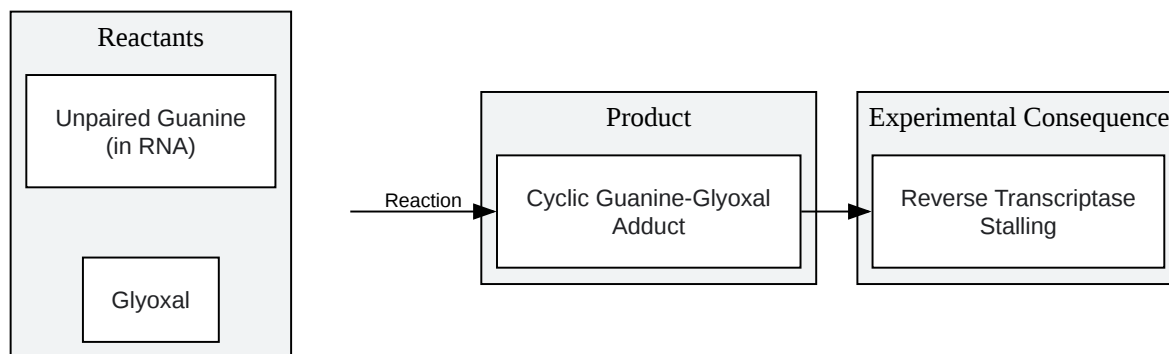 Reactants
Unpaired Guanine
(in RNA)
Glyoxal
Reaction
Product
Cyclic Guanine-Glyoxal
Adduct
Experimental Consequence
Reverse Transcriptase
Stalling